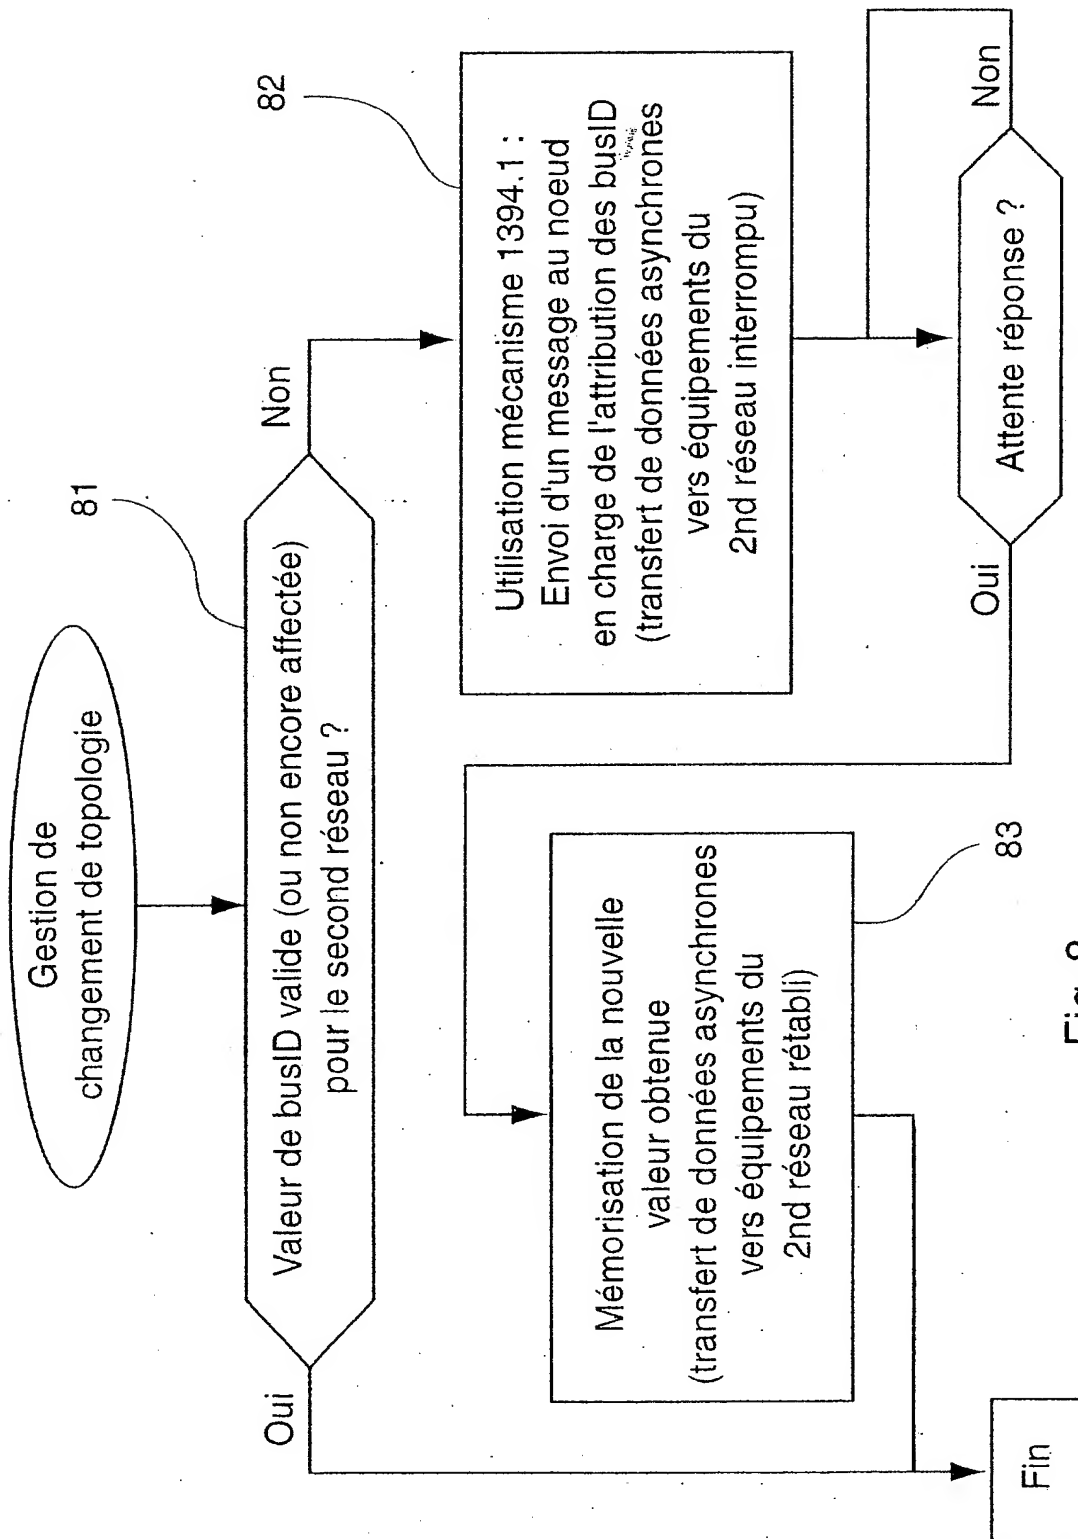 Gestion de
changement de topologie
81
Valeur de busID valide (ou non encore affectée)
pour le second réseau ?
Oui
Non
82
Utilisation mécanisme 1394.1 :
Envoi d'un message au noeud
en charge de l'attribution des busID
(transfert de données asynchrones
vers équipements du
2nd réseau interrompu)
Attente réponse ?
Oui
Non
Mémorisation de la nouvelle
valeur obtenue
(transfert de données asynchrones
vers équipements du
2nd réseau rétabli)
83
Fin
Fig.